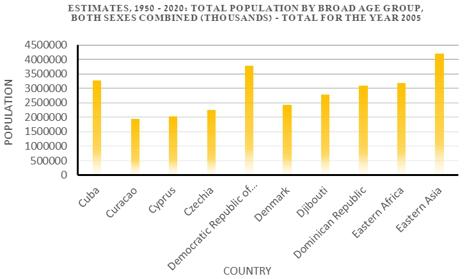 ESTIMATES, 1950 - 2020: TOTAL POPULATION BY BROAD AGE GROUP,
BOTH SEXES COMBINED (THOUSANDS) - TOTAL FOR THE YEAR 2005
POPULATION
4500000
4000000
3500000
3000000
2500000
2000000
1500000
1000000
500000
0
Cuba
Curacao
Cyprus
Czechia
Democratic Republic of...
Denmark
Djibouti
Dominican Republic
Eastern Africa
Eastern Asia
COUNTRY